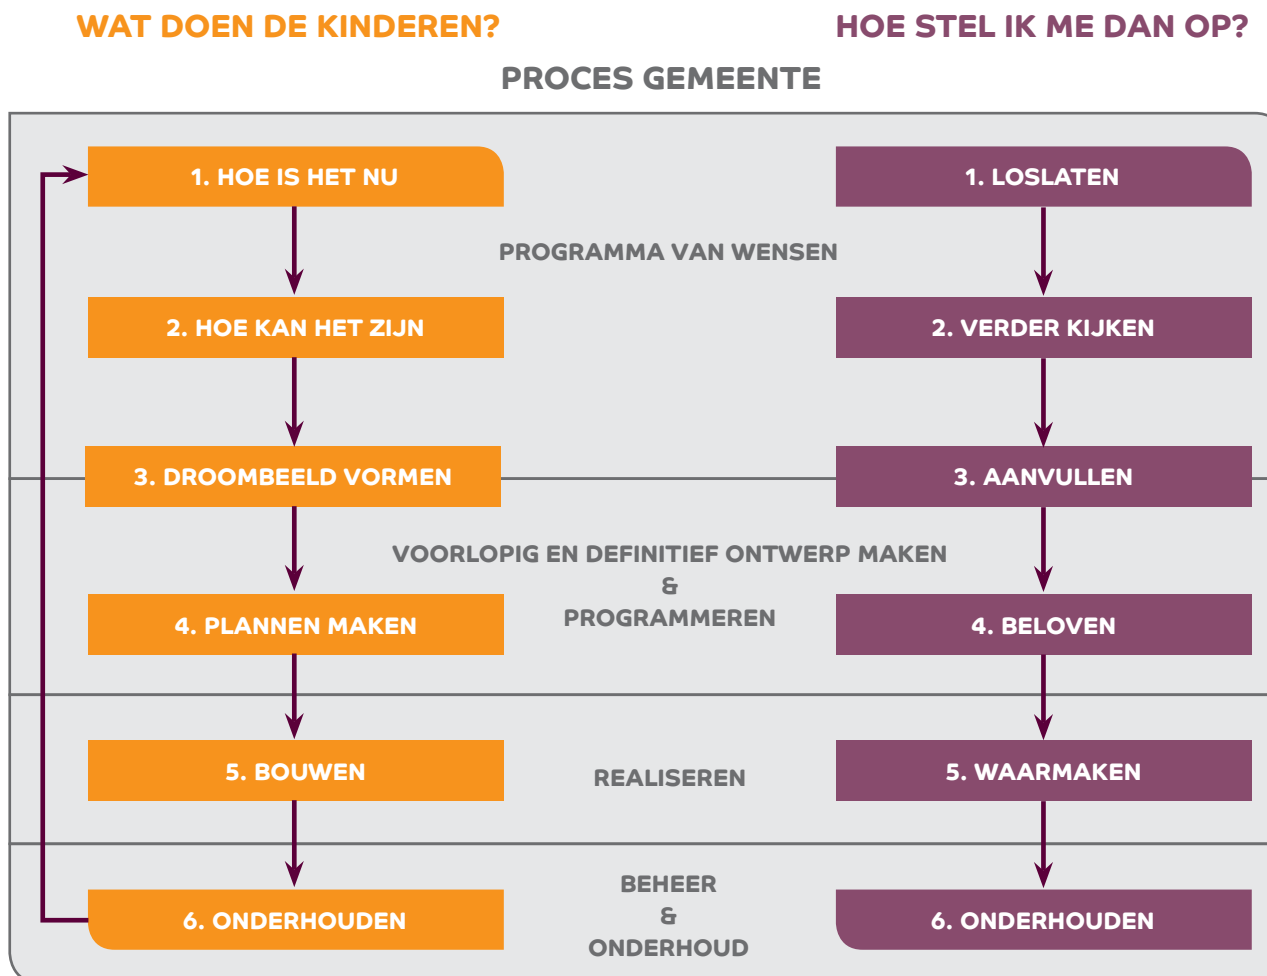 WAT DOEN DE KINDEREN?
HOE STEL IK ME DAN OP?
PROCES GEMEENTE
1. HOE IS HET NU
1. LOSLATEN
PROGRAMMA VAN WENSEN
2. HOE KAN HET ZIJN
2. VERDER KIJKEN
3. DROOMBEELD VORMEN
3. AANVULLEN
VOORLOPIG EN DEFINITIEF ONTWERP MAKEN
&
PROGRAMMEREN
4. PLANNEN MAKEN
4. BELOVEN
5. BOUWEN
REALISEREN
5. WAARMAKEN
6. ONDERHOUDEN
BEHEER
&
ONDERHOUD
6. ONDERHOUDEN